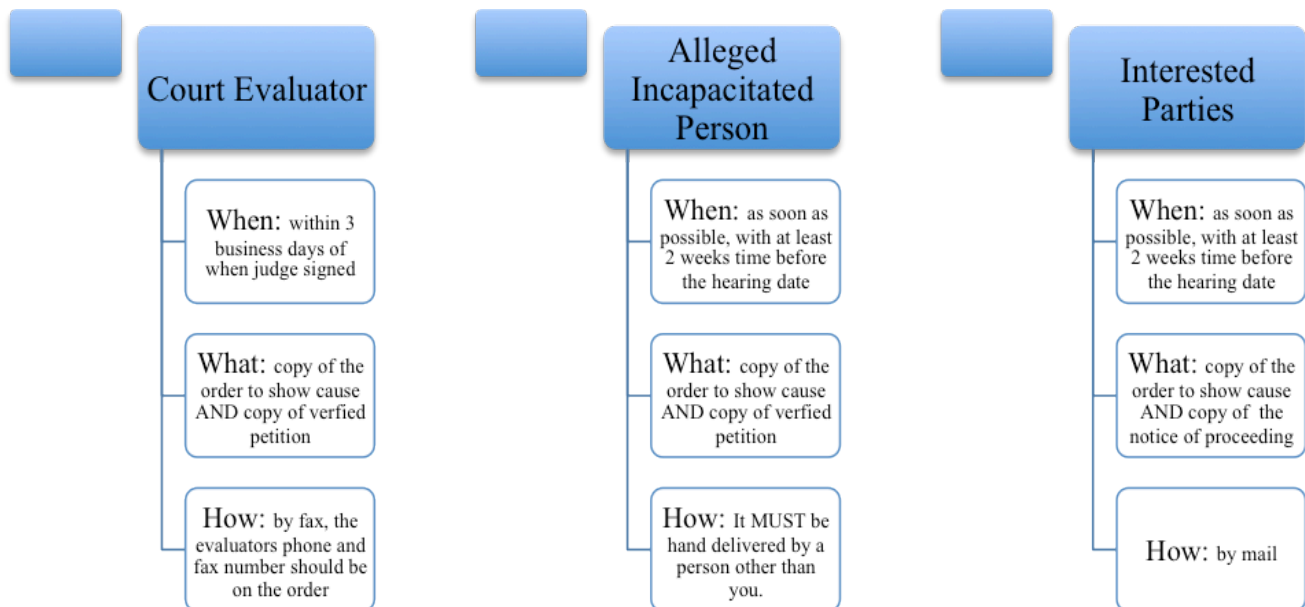 Court Evaluator
When: within 3
business days of
when judge signed
What: copy of the
order to show cause
AND copy of verfied
petition
How: by fax, the
evaluators phone and
fax number should be
on the order
Alleged
Incapacitated
Person
When: as soon as
possible, with at least
2 weeks time before
the hearing date
What: copy of the
order to show cause
AND copy of verfied
petition
How: It MUST be
hand delivered by a
person other than
you.
Interested
Parties
When: as soon as
possible, with at least
2 weeks time before
the hearing date
What: copy of the
order to show cause
AND copy of the
notice of proceeding
How: by mail